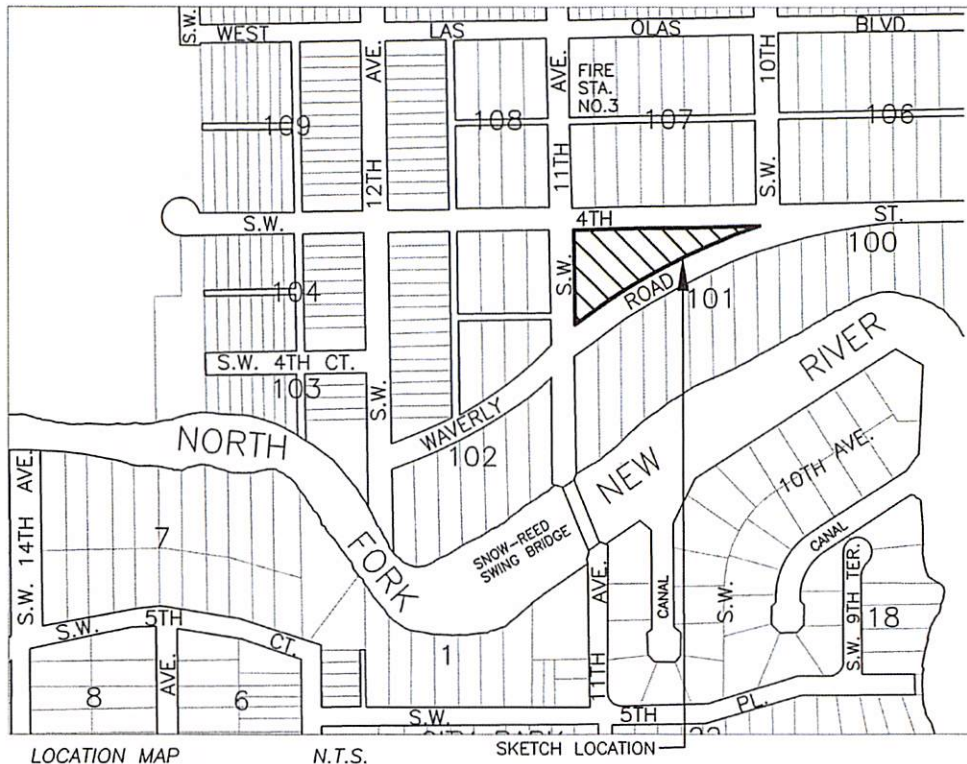 S.W.
WEST LAS OLAS BLVD.
AVE.
AVE.
10TH
FIRE
STA.
NO.3
109
108
107
106
12TH
11TH
S.W.
S.W.
4TH ST.
S.W.
100
104
ROAD
101
S.W. 4TH CT.
103
S.W.
WAVERLY
102
NORTH FORK NEW RIVER
SNOW-REED
SWING BRIDGE
S.W. 14TH AVE.
7
S.W. 10TH AVE.
CANAL
CANAL
S.W. 9TH TER.
18
S.W. 5TH CT.
AVE.
8
6
1
11TH AVE.
S.W. 5TH PL.
LOCATION MAP N.T.S. SKETCH LOCATION